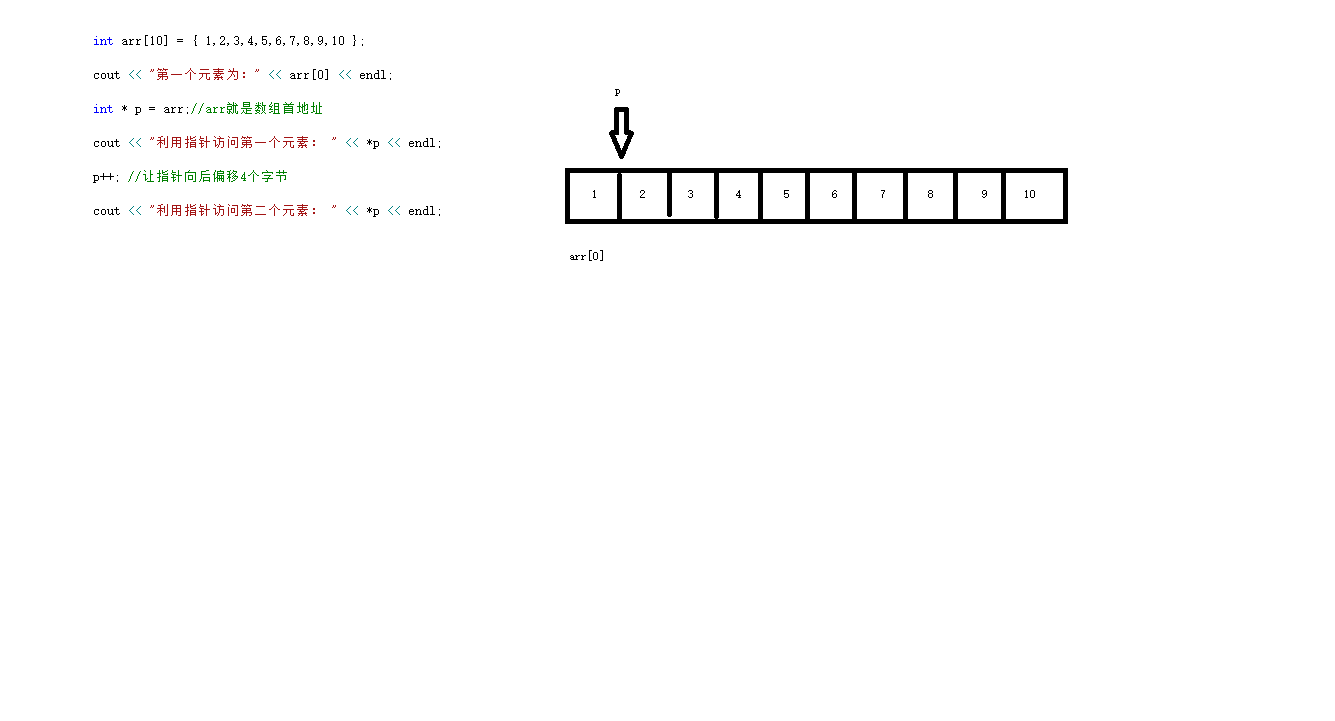 int arr[10] = { 1,2,3,4,5,6,7,8,9,10 };
cout << "第一个元素为：" << arr[0] << endl;
int * p = arr;//arr就是数组首地址
cout << "利用指针访问第一个元素： " << *p << endl;
p++; //让指针向后偏移4个字节
cout << "利用指针访问第二个元素： " << *p << endl;
p
1 2 3 4 5 6 7 8 9 10
arr[0]